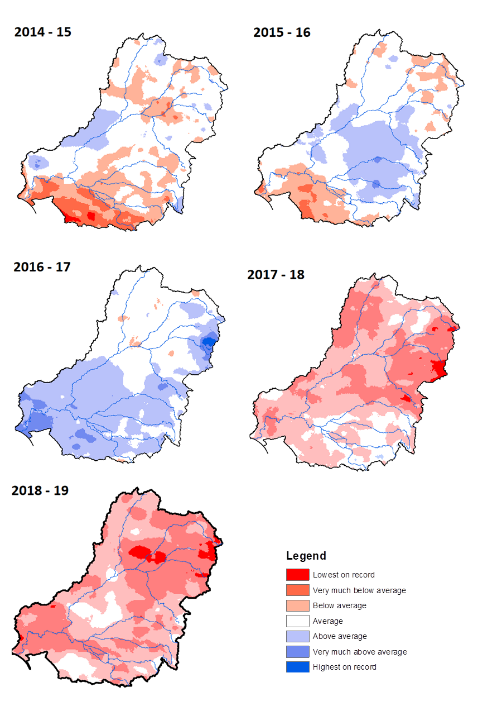 2014 - 15
2015 - 16
2016 - 17
2017 - 18
2018 - 19
Legend
Lowest on record
Very much below average
Below average
Average
Above average
Very much above average
Highest on record